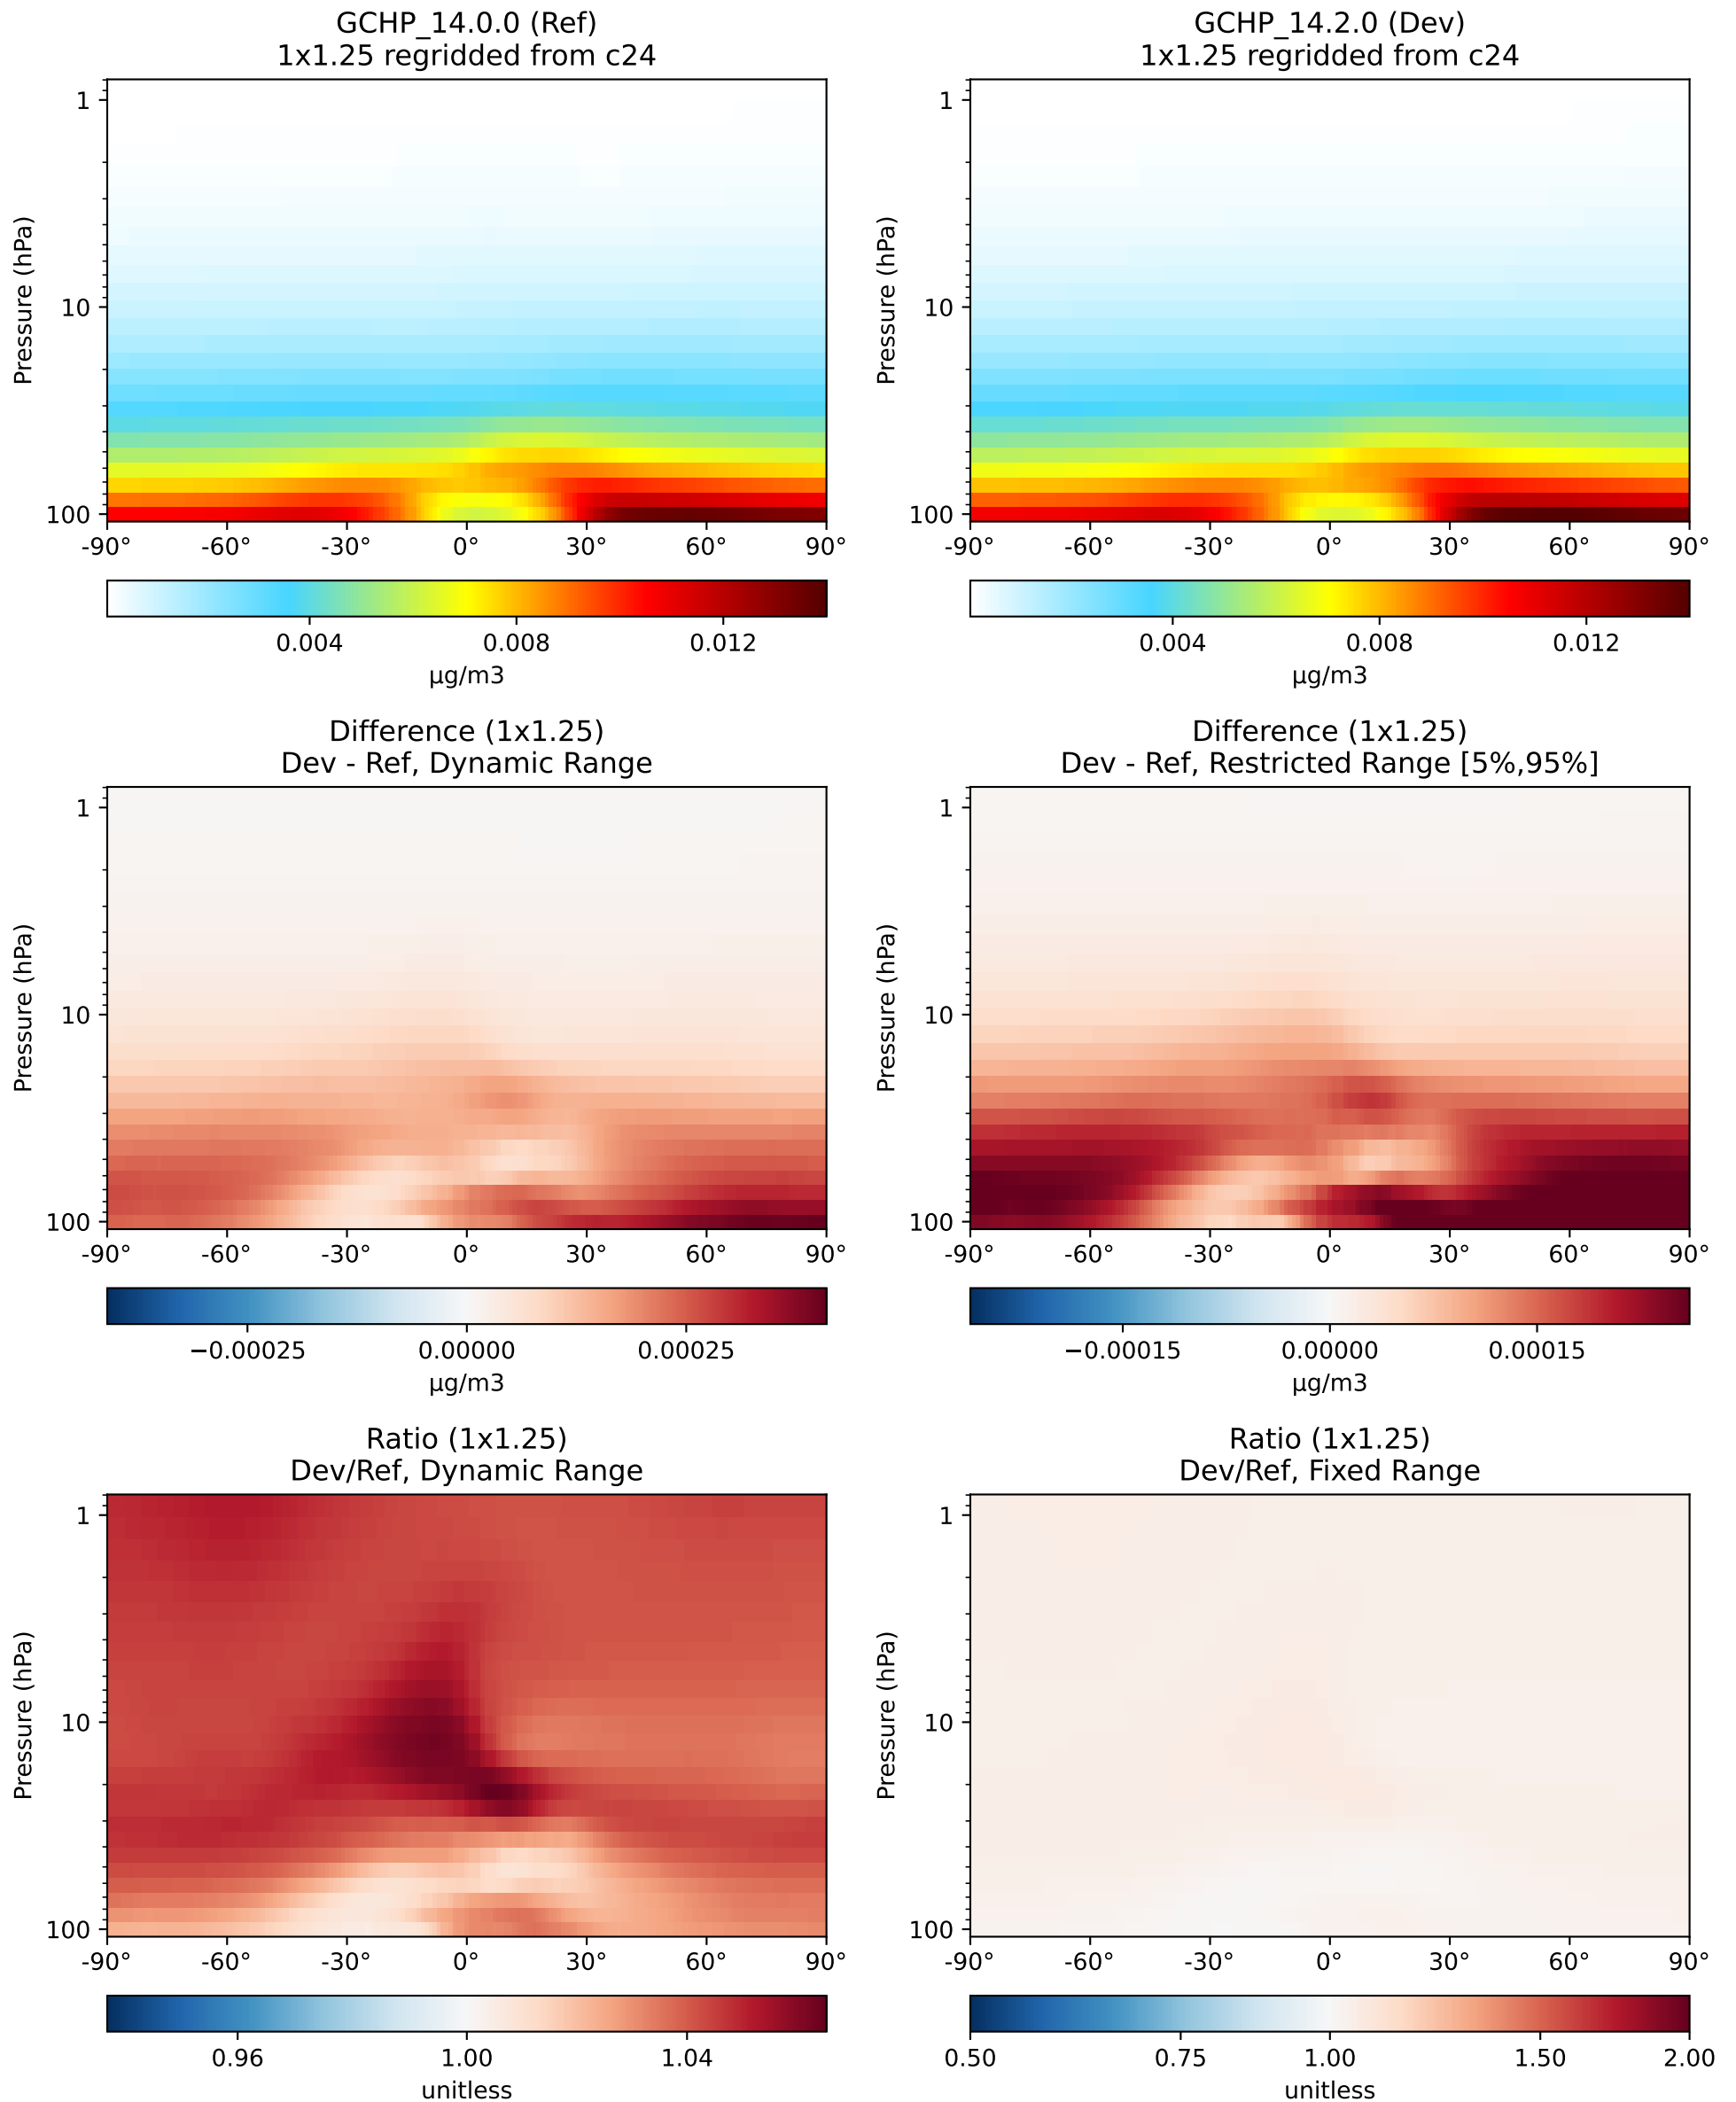 GCHP_14.0.0 (Ref)
1x1.25 regridded from c24
Pressure (hPa)
1
10
100
-90° -60° -30° 0° 30° 60° 90°
0.004 0.008 0.012
µg/m3
GCHP_14.2.0 (Dev)
1x1.25 regridded from c24
Pressure (hPa)
1
10
100
-90° -60° -30° 0° 30° 60° 90°
0.004 0.008 0.012
µg/m3
Difference (1x1.25)
Dev - Ref, Dynamic Range
Pressure (hPa)
1
10
100
-90° -60° -30° 0° 30° 60° 90°
−0.00025 0.00000 0.00025
µg/m3
Difference (1x1.25)
Dev - Ref, Restricted Range [5%,95%]
Pressure (hPa)
1
10
100
-90° -60° -30° 0° 30° 60° 90°
−0.00015 0.00000 0.00015
µg/m3
Ratio (1x1.25)
Dev/Ref, Dynamic Range
Pressure (hPa)
1
10
100
-90° -60° -30° 0° 30° 60° 90°
0.96 1.00 1.04
unitless
Ratio (1x1.25)
Dev/Ref, Fixed Range
Pressure (hPa)
1
10
100
-90° -60° -30° 0° 30° 60° 90°
0.50 0.75 1.00 1.50 2.00
unitless